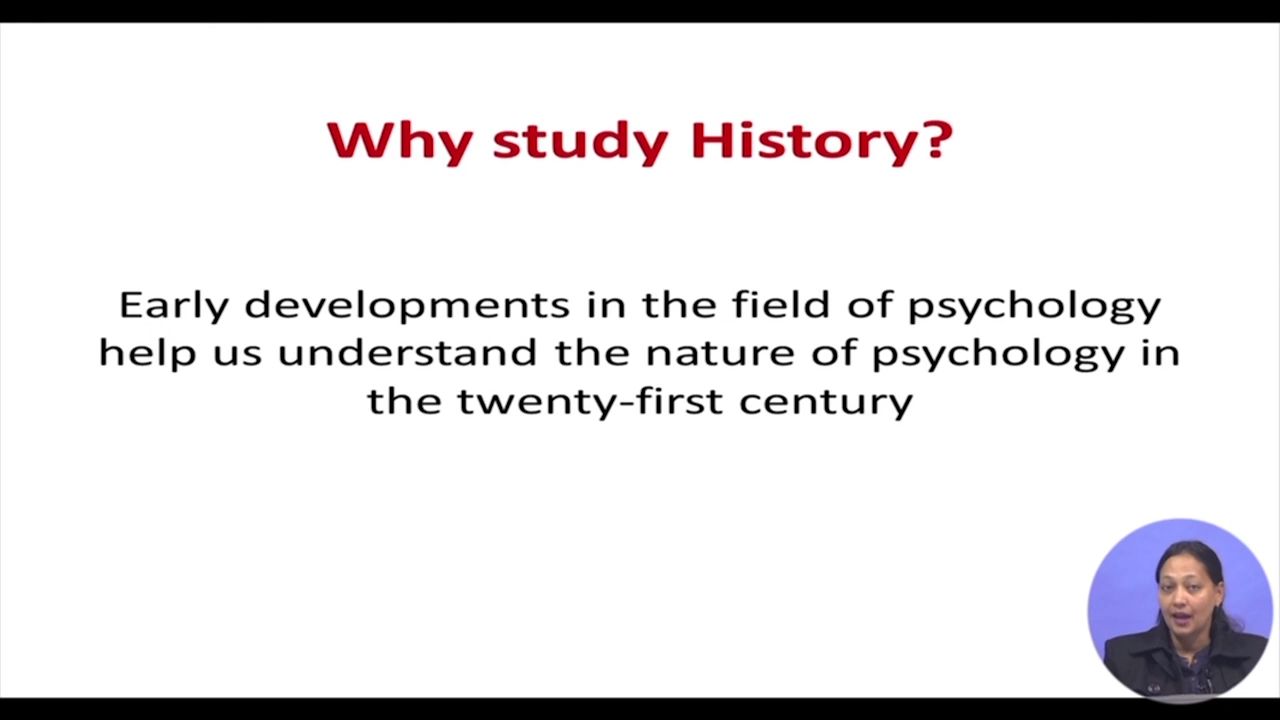 Why study History?
Early developments in the field of psychology
help us understand the nature of psychology in
the twenty-first century